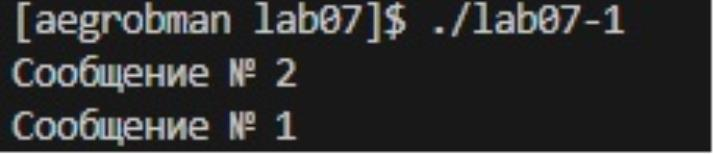 [aegrobman lab07]$ ./lab07-1
Сообщение № 2
Сообщение № 1